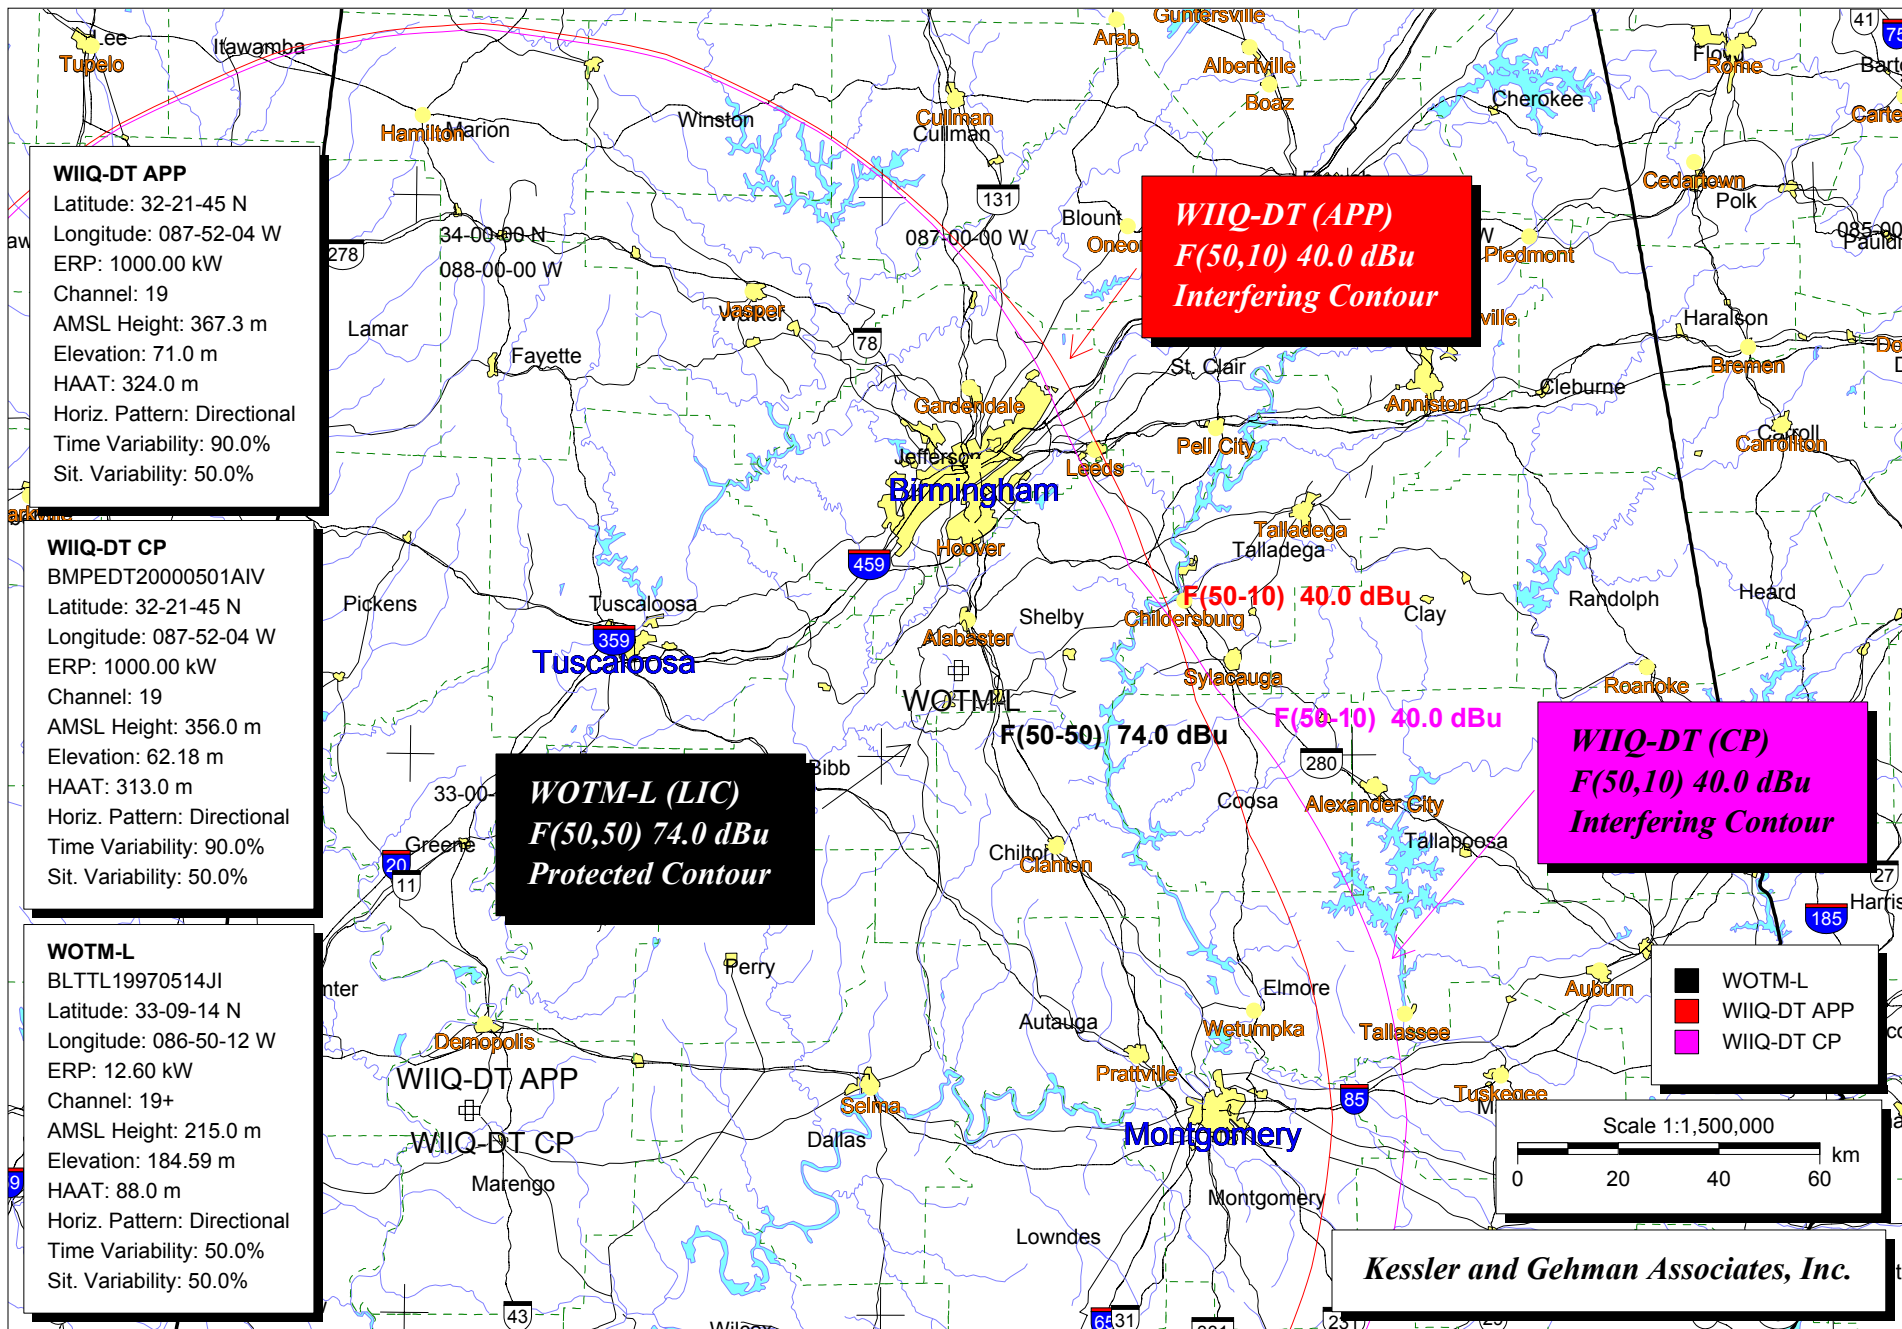 WIIQ-DT APP
Latitude: 32-21-45 N
Longitude: 087-52-04 W
ERP: 1000.00 kW
Channel: 19
AMSL Height: 367.3 m
Elevation: 71.0 m
HAAT: 324.0 m
Horiz. Pattern: Directional
Time Variability: 90.0%
Sit. Variability: 50.0%
WIIQ-DT CP
BMPEDT20000501AIV
Latitude: 32-21-45 N
Longitude: 087-52-04 W
ERP: 1000.00 kW
Channel: 19
AMSL Height: 356.0 m
Elevation: 62.18 m
HAAT: 313.0 m
Horiz. Pattern: Directional
Time Variability: 90.0%
Sit. Variability: 50.0%
WOTM-L
BLTTL19970514JI
Latitude: 33-09-14 N
Longitude: 086-50-12 W
ERP: 12.60 kW
Channel: 19+
AMSL Height: 215.0 m
Elevation: 184.59 m
HAAT: 88.0 m
Horiz. Pattern: Directional
Time Variability: 50.0%
Sit. Variability: 50.0%
WIIQ-DT (APP)
F(50,10) 40.0 dBu
Interfering Contour
WOTM-L (LIC)
F(50,50) 74.0 dBu
Protected Contour
WIIQ-DT (CP)
F(50,10) 40.0 dBu
Interfering Contour
Lee
Tupelo
Itawamba
Hamilton
Marion
Winston
Cullman
Cullman
Guntersville
Arab
Albertville
Boaz
Cherokee
Rome
41
75
278
34-00-00 N
088-00-00 W
131
087-00-00 W
Blount
Piedmont
Cedartown
Polk
Lamar
Jasper
Walker
Fayette
78
St. Clair
Haralson
Bremen
Cleburne
Anniston
Gardendale
Jefferson
Birmingham
Leeds
Pell City
Carroll
Carrollton
Hoover
459
Talladega
Talladega
F(50-10) 40.0 dBu
Childersburg
Clay
Randolph
Heard
Pickens
Tuscaloosa
359
Tuscaloosa
Shelby
Alabaster
WOTM-L
F(50-50) 74.0 dBu
Sylacauga
Roanoke
F(50-10) 40.0 dBu
280
Bibb
Coosa
Alexander City
Tallapoosa
Greene
20
11
Chilton
Clanton
27
185
Perry
Elmore
Auburn
Autauga
Wetumpka
Tallassee
Demopolis
WIIQ-DT APP
WIIQ-DT CP
Selma
Prattville
85
Tuskegee
Montgomery
Dallas
Marengo
Montgomery
Lowndes
43
65
31
WOTM-L
WIIQ-DT APP
WIIQ-DT CP
Scale 1:1,500,000
km
0 20 40 60
Kessler and Gehman Associates, Inc.